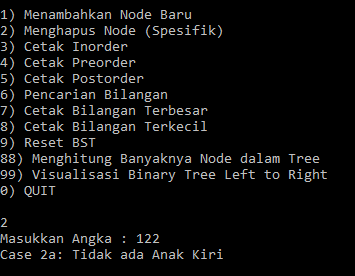 1) Menambahkan Node Baru
2) Menghapus Node (Spesifik)
3) Cetak Inorder
4) Cetak Preorder
5) Cetak Postorder
6) Pencarian Bilangan
7) Cetak Bilangan Terbesar
8) Cetak Bilangan Terkecil
9) Reset BST
88) Menghitung Banyaknya Node dalam Tree
99) Visualisasi Binary Tree Left to Right
0) QUIT
2
Masukkan Angka : 122
Case 2a: Tidak ada Anak Kiri